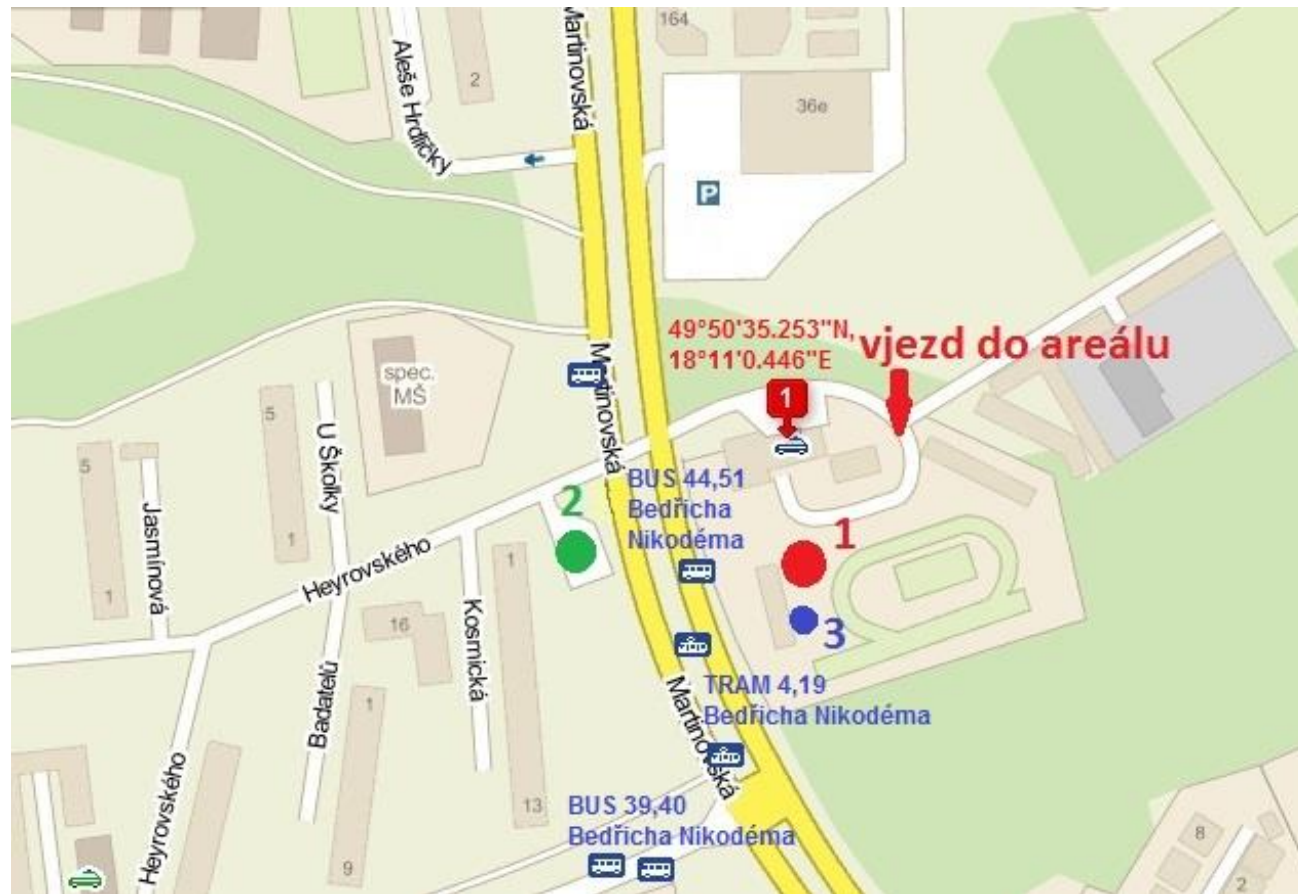 Martinovská
164
Aleše Hrdličky
2
36e
P
49°50'35.253"N,
18°11'0.446"E
vjezd do areálu
1
spec.
MŠ
Martinovská
5
U Školky
5
BUS 44,51
Bedřicha
Nikodéma
2
1
Jasmínová
1
1
1
Heyrovského
Kosmická
16
3
TRAM 4,19
Bedřicha Nikodéma
Martinovská
Badatelů
1
Heyrovského
BUS 39,40
Bedřicha Nikodéma
13
9
8
2